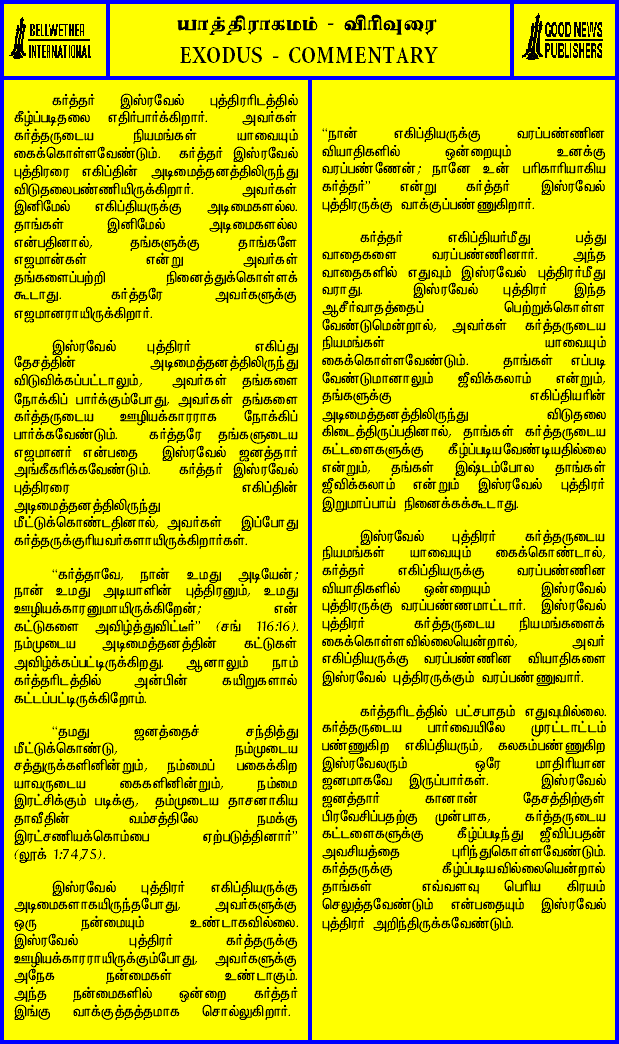 BELLWETHER
INTERNATIONAL
யாத்திராகமம் - விரிவுரை
EXODUS - COMMENTARY
GOOD NEWS
PUBLISHERS
கர்த்தர் இஸ்ரவேல் புத்திரரிடத்தில்
கீழ்ப்படிதலை எதிர்பார்க்கிறார். அவர்கள்
கர்த்தருடைய நியமங்கள் யாவையும்
கைக்கொள்ளவேண்டும். கர்த்தர் இஸ்ரவேல்
புத்திரரை எகிப்தின் அடிமைத்தனத்திலிருந்து
விடுதலைபண்ணியிருக்கிறார். அவர்கள்
இனிமேல் எகிப்தியருக்கு அடிமைகளல்ல.
தாங்கள் இனிமேல் அடிமைகளல்ல
என்பதினால், தங்களுக்கு தாங்களே
எஜமான்கள் என்று அவர்கள்
தங்களைப்பற்றி நினைத்துக்கொள்ளக்
கூடாது. கர்த்தரே அவர்களுக்கு
எஜமானராயிருக்கிறார்.
இஸ்ரவேல் புத்திரர் எகிப்து
தேசத்தின் அடிமைத்தனத்திலிருந்து
விடுவிக்கப்பட்டாலும், அவர்கள் தங்களை
நோக்கிப் பார்க்கும்போது, அவர்கள் தங்களை
கர்த்தருடைய ஊழியக்காரராக நோக்கிப்
பார்க்கவேண்டும். கர்த்தரே தங்களுடைய
எஜமானர் என்பதை இஸ்ரவேல் ஜனத்தார்
அங்கீகரிக்கவேண்டும். கர்த்தர் இஸ்ரவேல்
புத்திரரை எகிப்தின்
அடிமைத்தனத்திலிருந்து
மீட்டுக்கொண்டதினால், அவர்கள் இப்போது
கர்த்தருக்குரியவர்களாயிருக்கிறார்கள்.
“கர்த்தாவே, நான் உமது அடியேன்;
நான் உமது அடியாளின் புத்திரனும், உமது
ஊழியக்காரனுமாயிருக்கிறேன்; என்
கட்டுகளை அவிழ்த்துவிட்டீர்” (சங் 116:16).
நம்முடைய அடிமைத்தனத்தின் கட்டுகள்
அவிழ்க்கப்பட்டிருக்கிறது. ஆனாலும் நாம்
கர்த்தரிடத்தில் அன்பின் கயிறுகளால்
கட்டப்பட்டிருக்கிறோம்.
“தமது ஜனத்தைச் சந்தித்து
மீட்டுக்கொண்டு, நம்முடைய
சத்துருக்களினின்றும், நம்மைப் பகைக்கிற
யாவருடைய கைகளினின்றும், நம்மை
இரட்சிக்கும் படிக்கு, தம்முடைய தாசனாகிய
தாவீதின் வம்சத்திலே நமக்கு
இரட்சணியக்கொம்பை ஏற்படுத்தினார்”
(லூக் 1:74,75).
இஸ்ரவேல் புத்திரர் எகிப்தியருக்கு
அடிமைகளாகயிருந்தபோது, அவர்களுக்கு
ஒரு நன்மையும் உண்டாகவில்லை.
இஸ்ரவேல் புத்திரர் கர்த்தருக்கு
ஊழியக்காரராயிருக்கும்போது, அவர்களுக்கு
அநேக நன்மைகள் உண்டாகும்.
அந்த நன்மைகளில் ஒன்றை கர்த்தர்
இங்கு வாக்குத்தத்தமாக சொல்லுகிறார்.
“நான் எகிப்தியருக்கு வரப்பண்ணின
வியாதிகளில் ஒன்றையும் உனக்கு
வரப்பண்ணேன்; நானே உன் பரிகாரியாகிய
கர்த்தர்” என்று கர்த்தர் இஸ்ரவேல்
புத்திரருக்கு வாக்குப்பண்ணுகிறார்.
கர்த்தர் எகிப்தியர்மீது பத்து
வாதைகளை வரப்பண்ணினார். அந்த
வாதைகளில் எதுவும் இஸ்ரவேல் புத்திரர்மீது
வராது. இஸ்ரவேல் புத்திரர் இந்த
ஆசீர்வாதத்தைப் பெற்றுக்கொள்ள
வேண்டுமென்றால், அவர்கள் கர்த்தருடைய
நியமங்கள் யாவையும்
கைக்கொள்ளவேண்டும். தாங்கள் எப்படி
வேண்டுமானாலும் ஜீவிக்கலாம் என்றும்,
தங்களுக்கு எகிப்தியரின்
அடிமைத்தனத்திலிருந்து விடுதலை
கிடைத்திருப்பதினால், தாங்கள் கர்த்தருடைய
கட்டளைகளுக்கு கீழ்ப்படியவேண்டியதில்லை
என்றும், தங்கள் இஷ்டம்போல தாங்கள்
ஜீவிக்கலாம் என்றும் இஸ்ரவேல் புத்திரர்
இறுமாப்பாய் நினைக்கக்கூடாது.
இஸ்ரவேல் புத்திரர் கர்த்தருடைய
நியமங்கள் யாவையும் கைக்கொண்டால்,
கர்த்தர் எகிப்தியருக்கு வரப்பண்ணின
வியாதிகளில் ஒன்றையும் இஸ்ரவேல்
புத்திரருக்கு வரப்பண்ணமாட்டார். இஸ்ரவேல்
புத்திரர் கர்த்தருடைய நியமங்களைக்
கைக்கொள்ளவில்லையென்றால், அவர்
எகிப்தியருக்கு வரப்பண்ணின வியாதிகளை
இஸ்ரவேல் புத்திரருக்கும் வரப்பண்ணுவார்.
கர்த்தரிடத்தில் பட்சபாதம் எதுவுமில்லை.
கர்த்தருடைய பார்வையிலே முரட்டாட்டம்
பண்ணுகிற எகிப்தியரும், கலகம்பண்ணுகிற
இஸ்ரவேலரும் ஒரே மாதிரியான
ஜனமாகவே இருப்பார்கள். இஸ்ரவேல்
ஜனத்தார் கானான் தேசத்திற்குள்
பிரவேசிப்பதற்கு முன்பாக, கர்த்தருடைய
கட்டளைகளுக்கு கீழ்ப்படிந்து ஜீவிப்பதன்
அவசியத்தை புரிந்துகொள்ளவேண்டும்.
கர்த்தருக்கு கீழ்ப்படியவில்லையென்றால்
தாங்கள் எவ்வளவு பெரிய கிரயம்
செலுத்தவேண்டும் என்பதையும் இஸ்ரவேல்
புத்திரர் அறிந்திருக்கவேண்டும்.